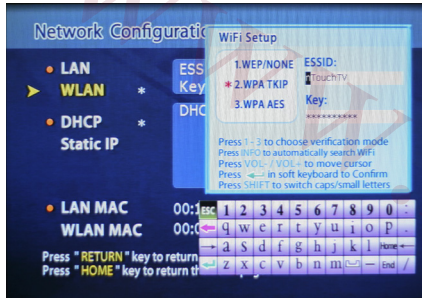 Network Configuratio
WiFi Setup
LAN
WLAN *
DHCP *
Static IP
ESS
Key
DHC
1.WEP/NONE
* 2.WPA TKIP
3.WPA AES
ESSID:
TouchTV
Key:
**********
Press 1 - 3 to choose verification mode
Press INFO to automatically search WiFi
Press VOL- / VOL+ to move cursor
Press in soft keyboard to Confirm
Press SHIFT to switch caps/small letters
LAN MAC 00:1
WLAN MAC 00:0
ESC 1 2 3 4 5 6 7 8 9 0 :
q w e r t y u i o p .
a s d f g h j k l Home
z x c v b n m — End /
Press "RETURN" key to return
Press "HOME" key to return th